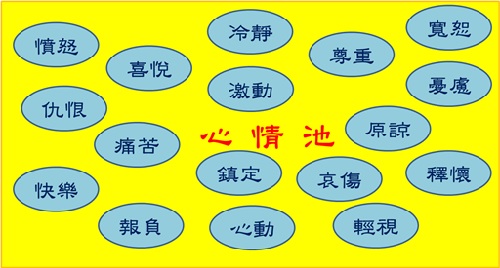 冷靜
寬恕
憤怒
尊重
喜悅
憂慮
激動
仇恨
原諒
心情池
痛苦
鎮定
釋懷
哀傷
快樂
報負
心動
輕視